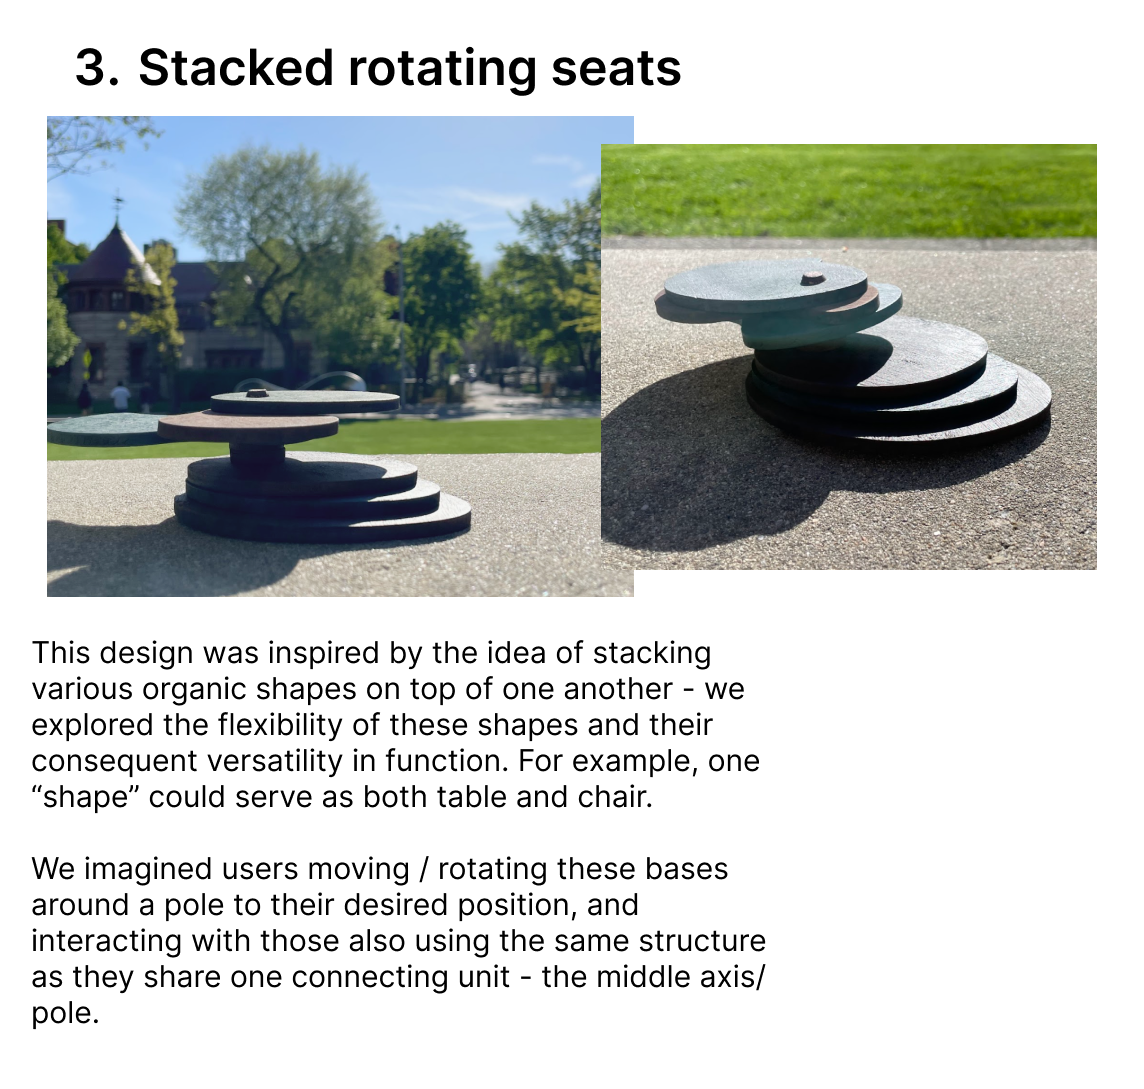 3. Stacked rotating seats
This design was inspired by the idea of stacking
various organic shapes on top of one another - we
explored the flexibility of these shapes and their
consequent versatility in function. For example, one
“shape” could serve as both table and chair.
We imagined users moving / rotating these bases
around a pole to their desired position, and
interacting with those also using the same structure
as they share one connecting unit - the middle axis/
pole.